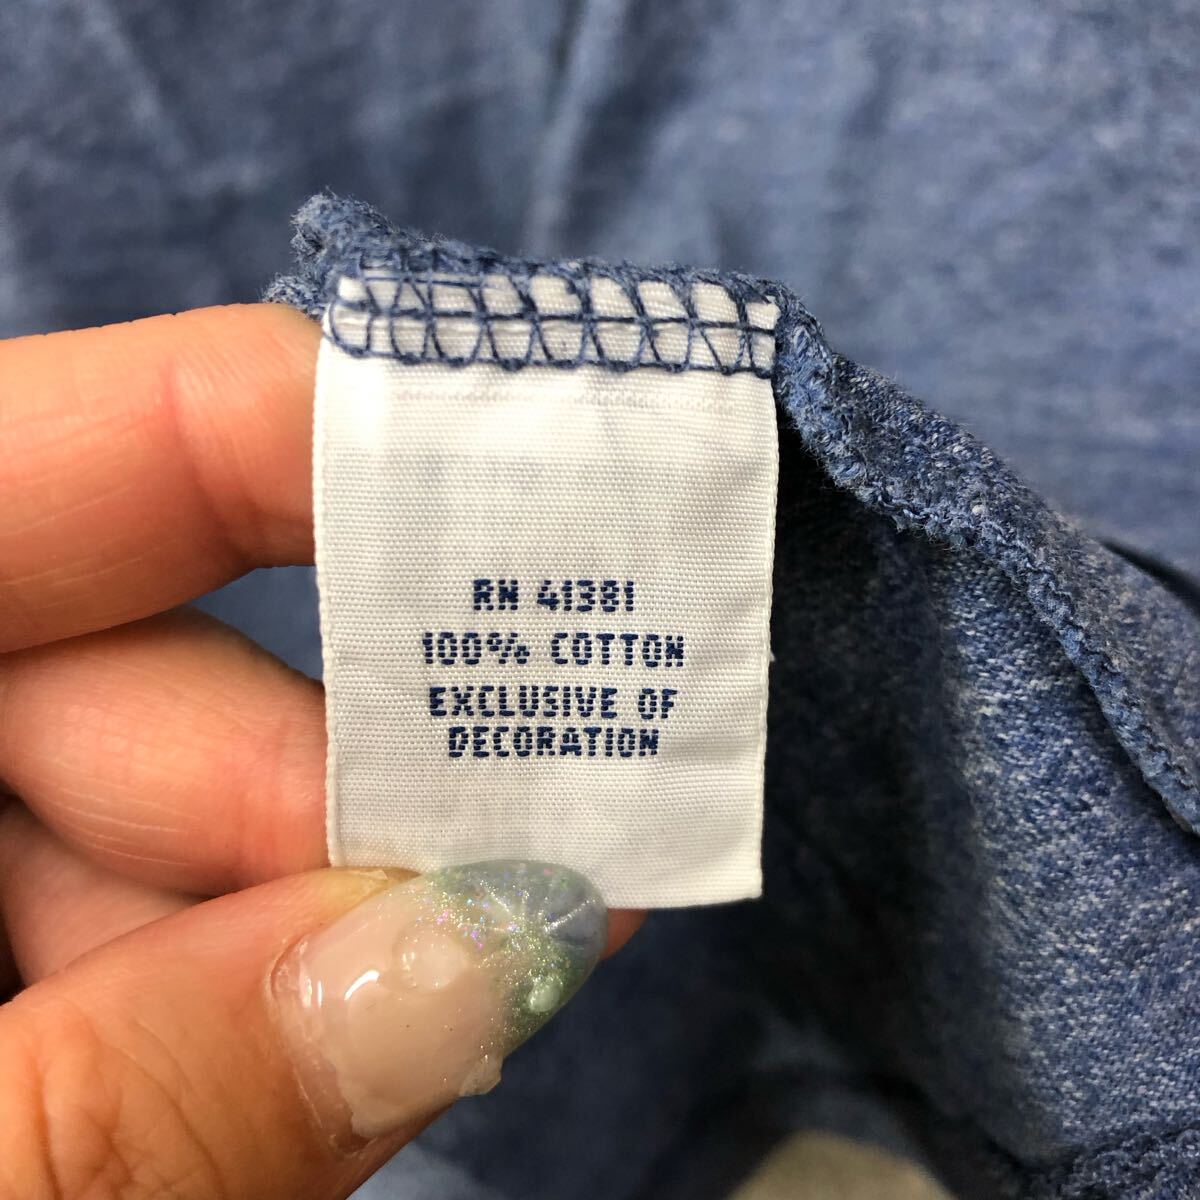 RN 41381
100% COTTON
EXCLUSIVE OF
DECORATION